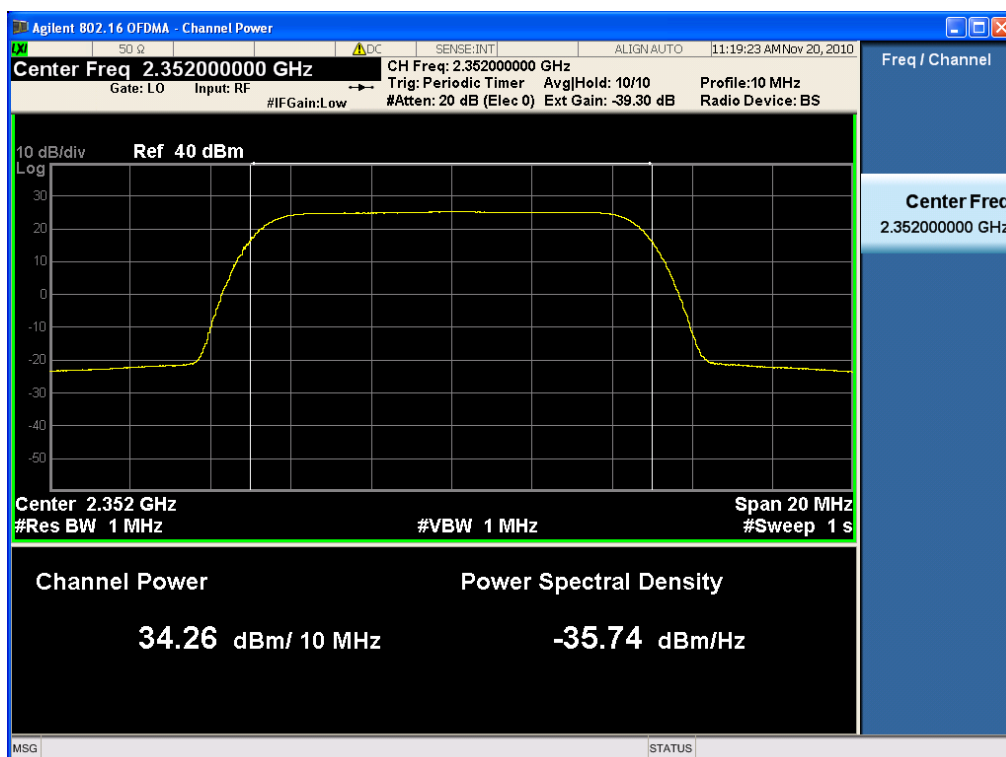 Agilent 802.16 OFDMA - Channel Power
LXI 50 Ω DC SENSE:INT ALIGN AUTO 11:19:23 AM Nov 20, 2010
Center Freq 2.352000000 GHz CH Freq: 2.352000000 GHz
Gate: LO Input: RF Trig: Periodic Timer Avg|Hold: 10/10 Profile:10 MHz
#IFGain:Low #Atten: 20 dB (Elec 0) Ext Gain: -39.30 dB Radio Device: BS
Freq / Channel
Center Freq
2.352000000 GHz
10 dB/div Ref 40 dBm
Log
30
20
10
0
-10
-20
-30
-40
-50
Center 2.352 GHz Span 20 MHz
#Res BW 1 MHz #VBW 1 MHz #Sweep 1 s
Channel Power Power Spectral Density
34.26 dBm/ 10 MHz -35.74 dBm/Hz
MSG STATUS